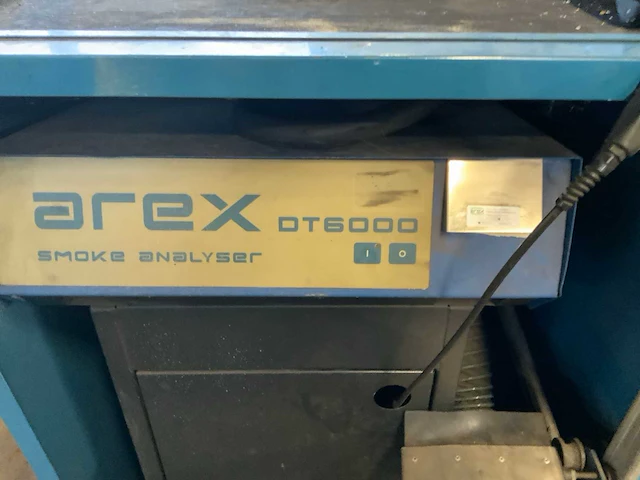 arex DT6000
SMOKE ANALYSER
I O